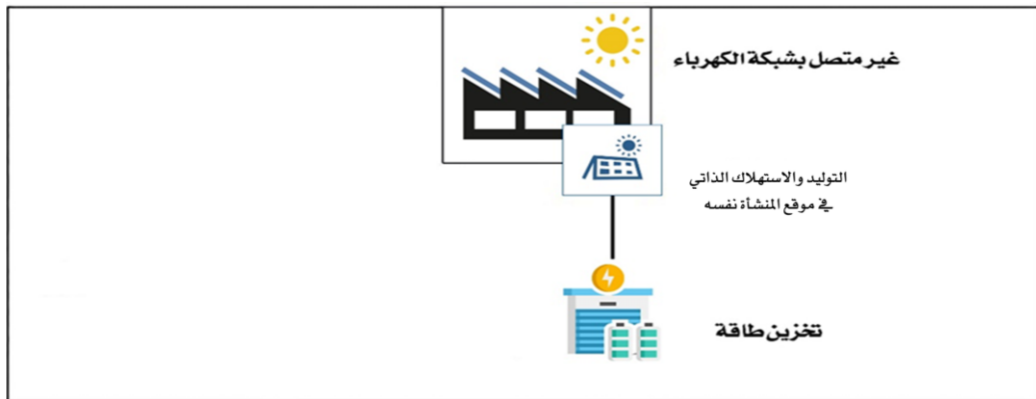 غير متصل بشبكة الكهرباء
التوليد والاستهلاك الذاتي
في موقع المنشأة نفسه
تخزين طاقة